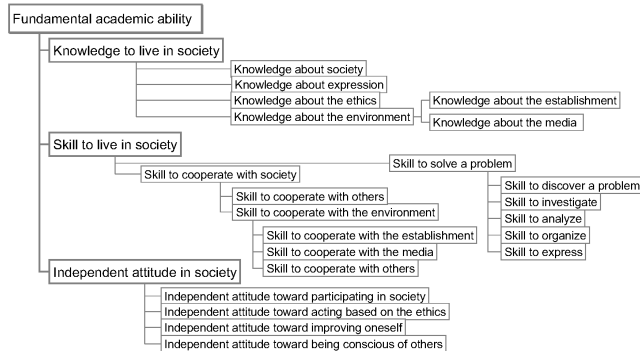 Fundamental academic ability
Knowledge to live in society
Knowledge about society
Knowledge about expression
Knowledge about the ethics
Knowledge about the environment
Knowledge about the establishment
Knowledge about the media
Skill to live in society
Skill to solve a problem
Skill to cooperate with society
Skill to discover a problem
Skill to cooperate with others
Skill to investigate
Skill to cooperate with the environment
Skill to analyze
Skill to cooperate with the establishment
Skill to organize
Skill to cooperate with the media
Skill to express
Skill to cooperate with others
Independent attitude in society
Independent attitude toward participating in society
Independent attitude toward acting based on the ethics
Independent attitude toward improving oneself
Independent attitude toward being conscious of others